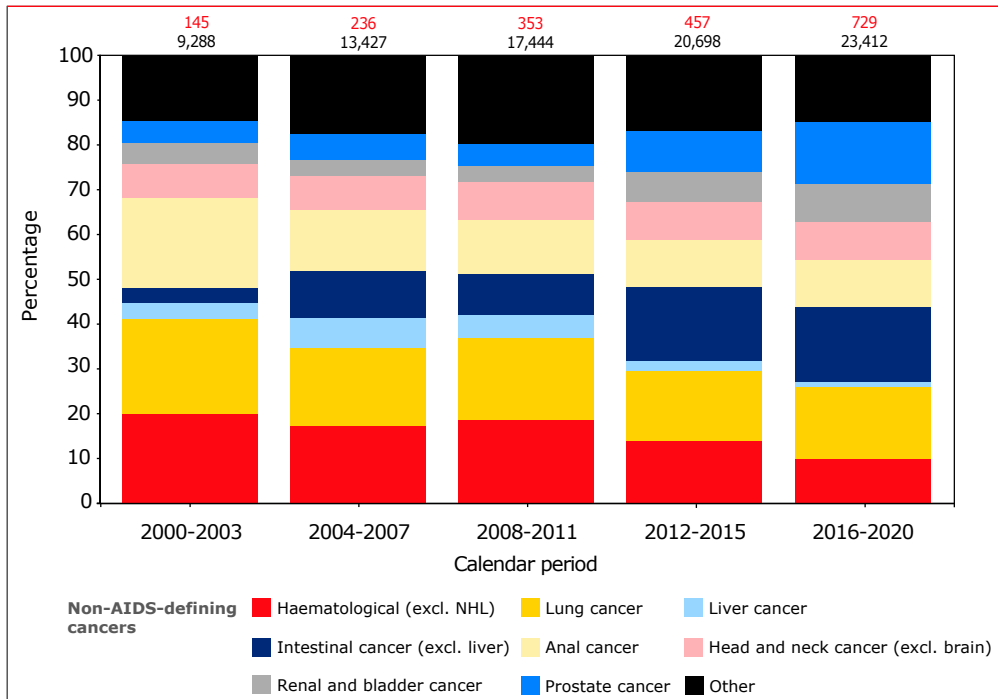 145 236 353 457 729
9,288 13,427 17,444 20,698 23,412
100
90
80
70
60
50
40
30
20
10
0
Percentage
2000-2003 2004-2007 2008-2011 2012-2015 2016-2020
Calendar period
Non-AIDS-defining
cancers
Haematological (excl. NHL) Lung cancer Liver cancer
Intestinal cancer (excl. liver) Anal cancer Head and neck cancer (excl. brain)
Renal and bladder cancer Prostate cancer Other